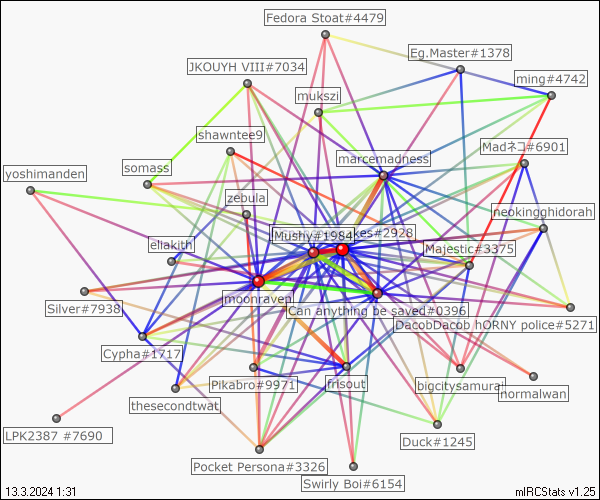 Fedora Stoat#4479
Eg.Master#1378
JKOUYH VIII#7034
ming#4742
mukszi
shawntee9
Madネコ#6901
marcemadness
yoshimanden
somass
zebula
neokingghidorah
Mushy#1984
kes#2928
eliakith
Majestic#3375
moonraven
Silver#7938
Can anything be saved#0396
DacobDacob hORNY police#5271
Cypha#1717
Pikabro#9971
frisout
bigcitysamurai
normalwan
thesecondtwat
LPK2387 #7690
Duck#1245
Pocket Persona#3326
Swirly Boi#6154
13.3.2024 1:31
mIRCStats v1.25